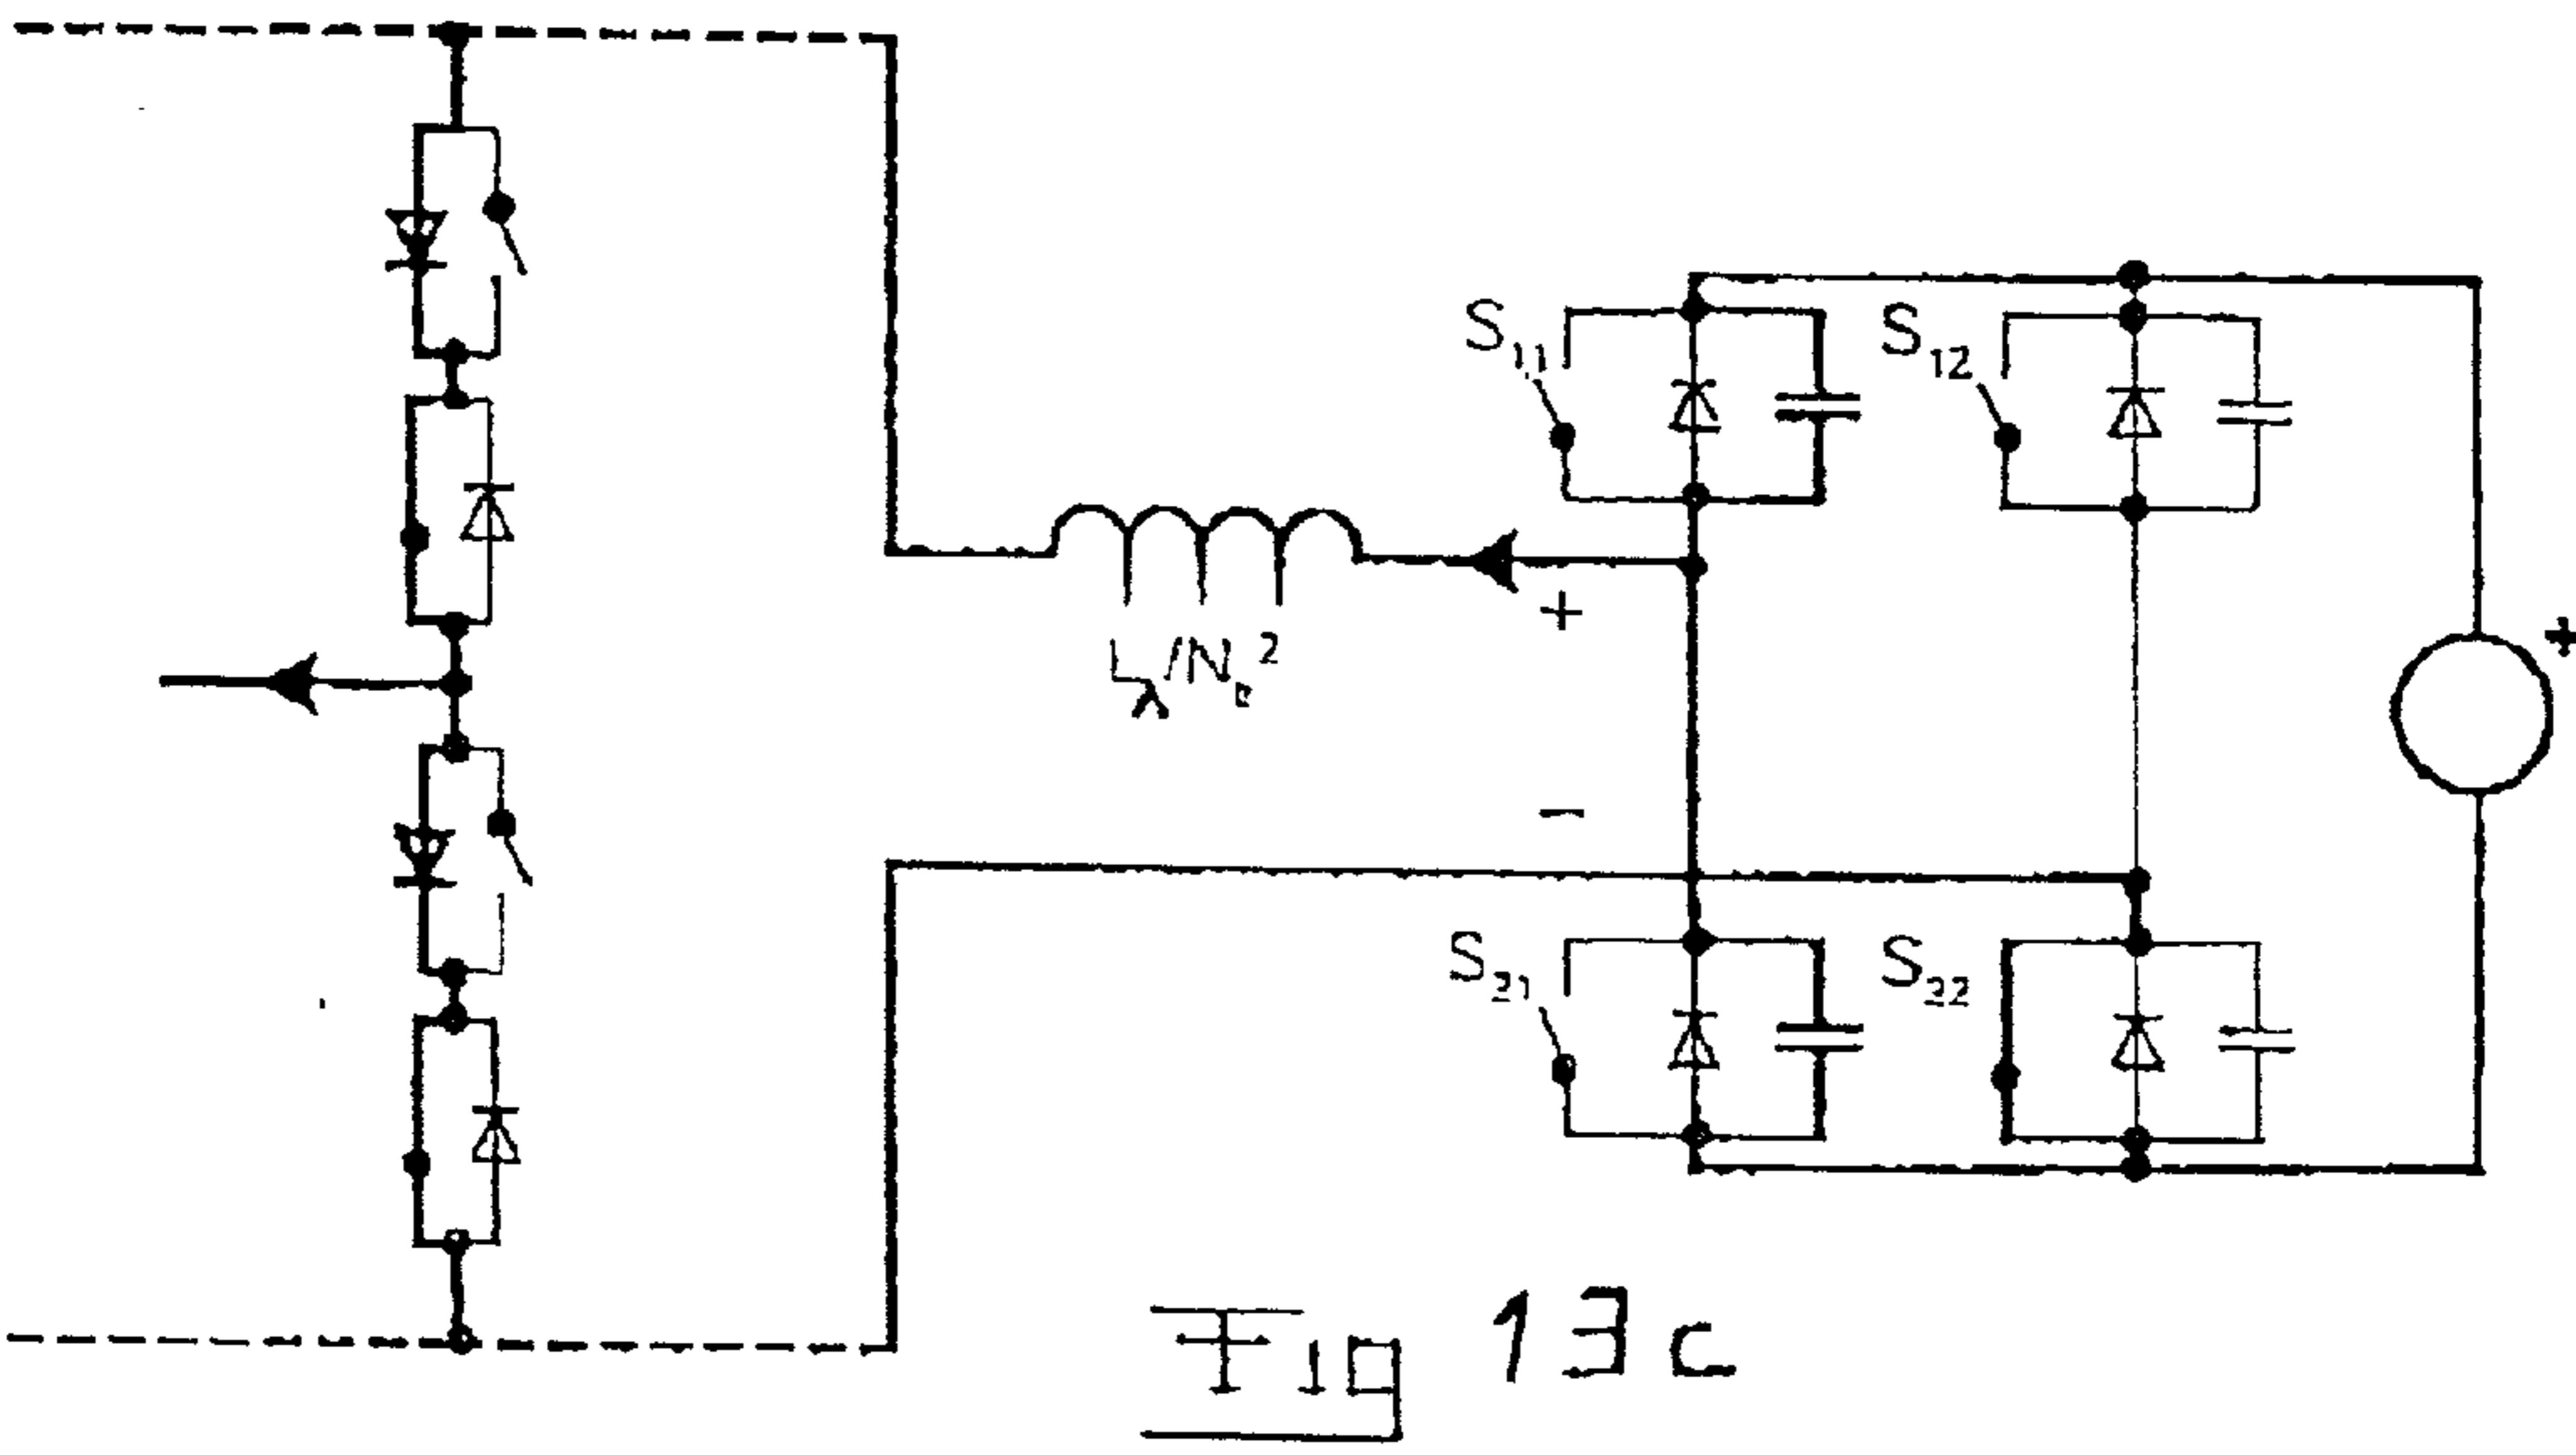 S₁₁
S₁₂
+
+
Lλ/Nₜ²
−
S₂₁
S₂₂
Fig 13c